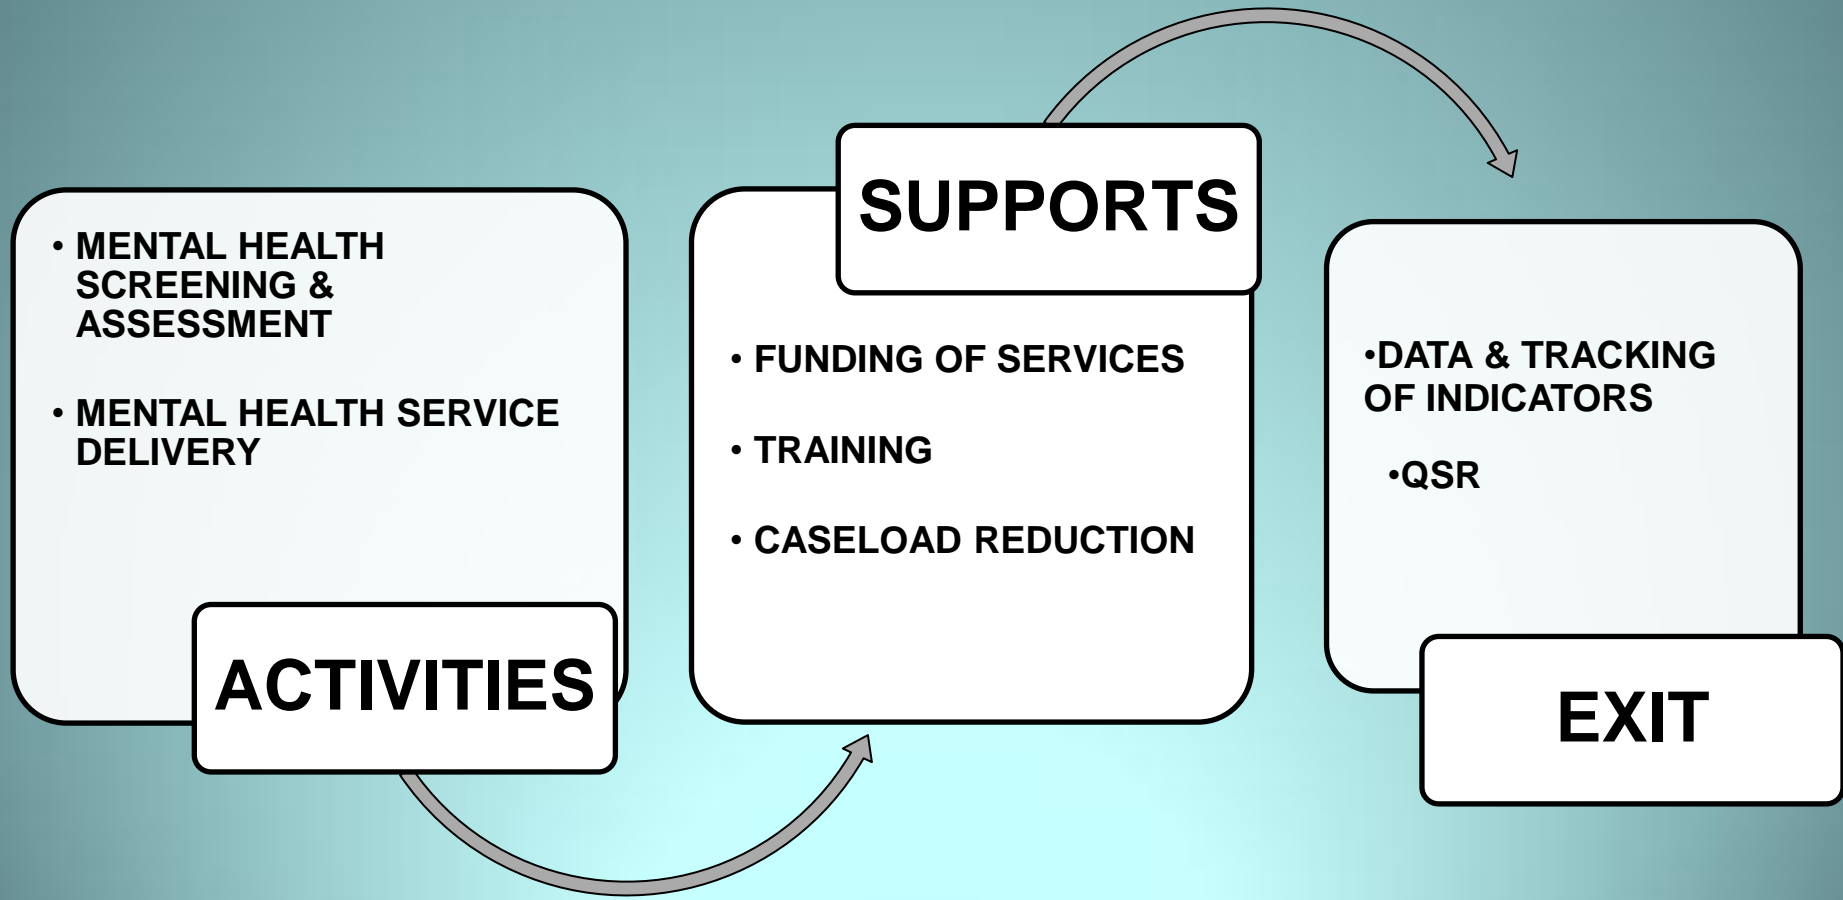 • MENTAL HEALTH
SCREENING &
ASSESSMENT
• MENTAL HEALTH SERVICE
DELIVERY
ACTIVITIES
SUPPORTS
• FUNDING OF SERVICES
• TRAINING
• CASELOAD REDUCTION
•DATA & TRACKING
OF INDICATORS
•QSR
EXIT